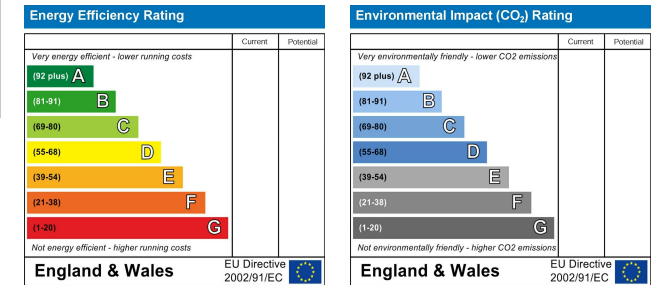 Energy Efficiency Rating
Current Potential
Very energy efficient - lower running costs
(92 plus) A
(81-91) B
(69-80) C
(55-68) D
(39-54) E
(21-38) F
(1-20) G
Not energy efficient - higher running costs
England & Wales
EU Directive
2002/91/EC
Environmental Impact (CO₂) Rating
Current Potential
Very environmentally friendly - lower CO2 emissions
(92 plus) A
(81-91) B
(69-80) C
(55-68) D
(39-54) E
(21-38) F
(1-20) G
Not environmentally friendly - higher CO2 emissions
England & Wales
EU Directive
2002/91/EC